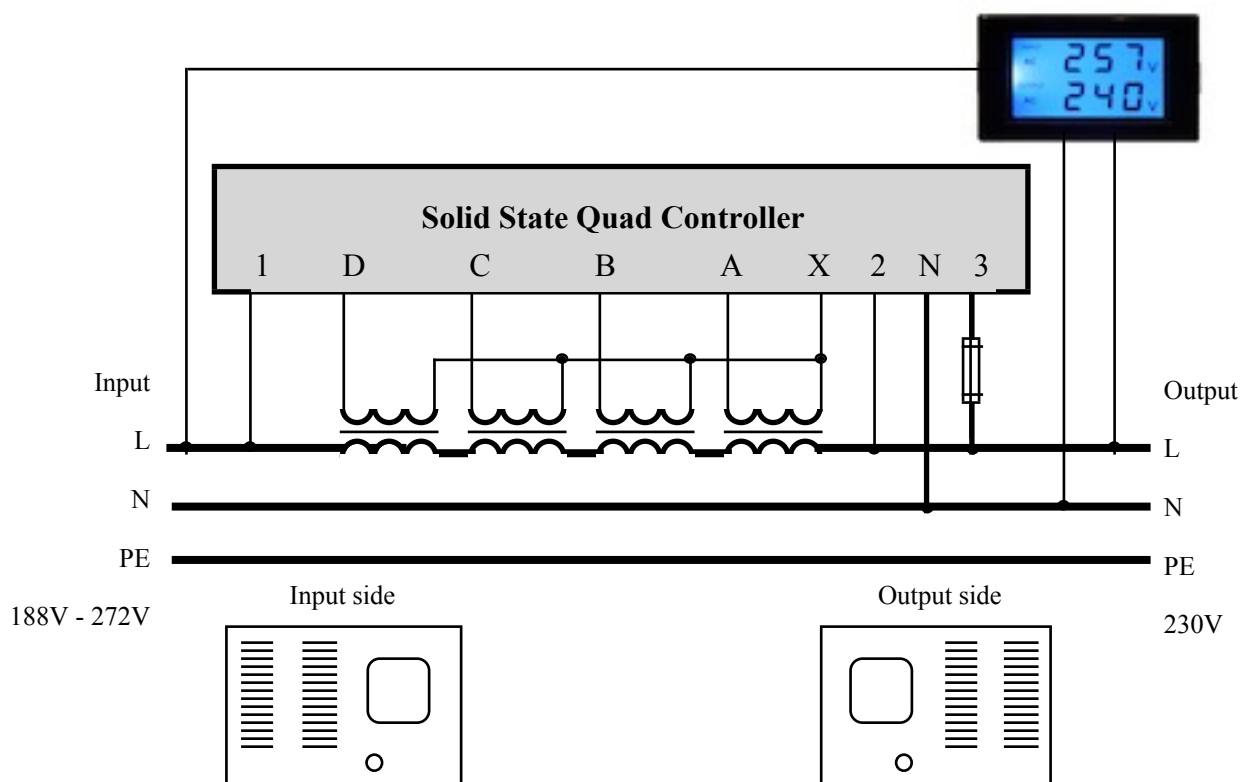 257v
240v
Solid State Quad Controller
1 D C B A X 2 N 3
Input
Output
L
L
N
N
PE
PE
Input side
Output side
188V - 272V
230V